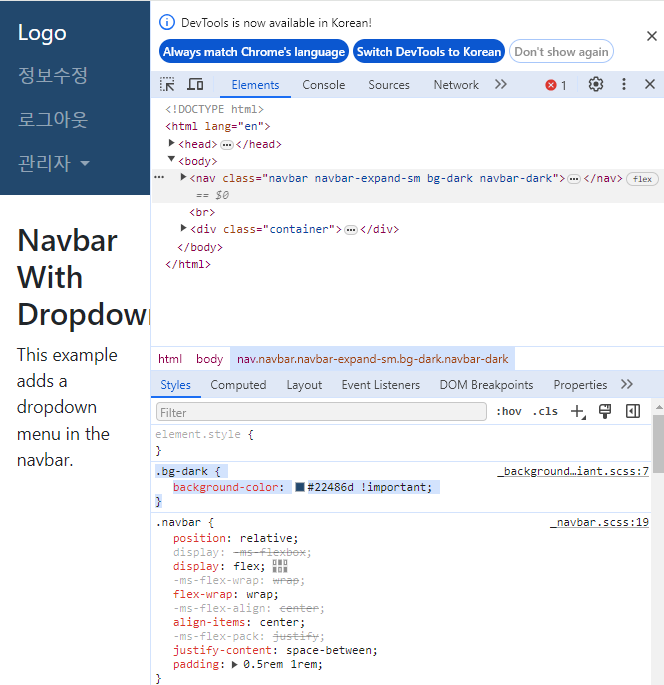 Logo
정보수정
로그아웃
관리자
Navbar
With
Dropdown
This example
adds a
dropdown
menu in the
navbar.
DevTools is now available in Korean!
Always match Chrome's language Switch DevTools to Korean Don't show again
Elements Console Sources Network 1
<!DOCTYPE html>
<html lang="en">
<head>…</head>
<body>
… <nav class="navbar navbar-expand-sm bg-dark navbar-dark">…</nav> flex
== $0
<br>
<div class="container">…</div>
</body>
</html>
html body nav.navbar.navbar-expand-sm.bg-dark.navbar-dark
Styles Computed Layout Event Listeners DOM Breakpoints Properties
Filter :hov .cls
element.style {
}
.bg-dark { _background…iant.scss:7
background-color: #22486d !important;
}
.navbar { _navbar.scss:19
position: relative;
display: -ms-flexbox;
display: flex;
-ms-flex-wrap: wrap;
flex-wrap: wrap;
-ms-flex-align: center;
align-items: center;
-ms-flex-pack: justify;
justify-content: space-between;
padding: 0.5rem 1rem;
}